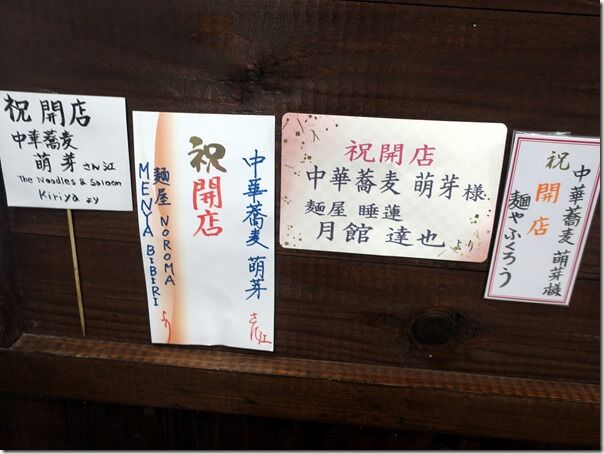 祝開店
中華蕎麦
萌芽さん江
The Noodles & Saloon
Kiriya より
中華蕎麦 萌芽 さん江
祝開店
麺屋 NOROMA
MENYA BIBIRI より
祝開店
中華蕎麦 萌芽様
麺屋 睡蓮
月館 達也 より
中華蕎麦 萌芽様
祝開店
麺やふくろう